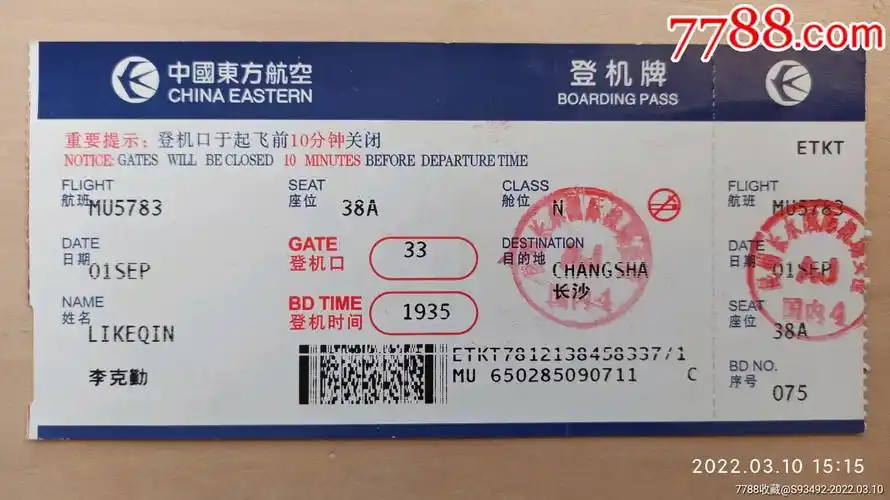 7788.com
中國東方航空
CHINA EASTERN
登机牌
BOARDING PASS
重要提示：登机口于起飞前10分钟关闭
NOTICE: GATES WILL BE CLOSED 10 MINUTES BEFORE DEPARTURE TIME
ETKT
FLIGHT
航班 MU5783
SEAT
座位 38A
CLASS
舱位 N
MU5783
DATE
日期 01SEP
GATE
登机口 33
DESTINATION
目的地 CHANGSHA
长沙
01SEP
NAME
姓名 LIKEQIN
李克勤
BD TIME
登机时间 1935
国内4
国内4
SEAT
座位 38A
ETKT7812138458337/1
MU 650285090711 C
BD NO.
序号 075
2022.03.10 15:15
7788收藏@S93492-2022.03.10